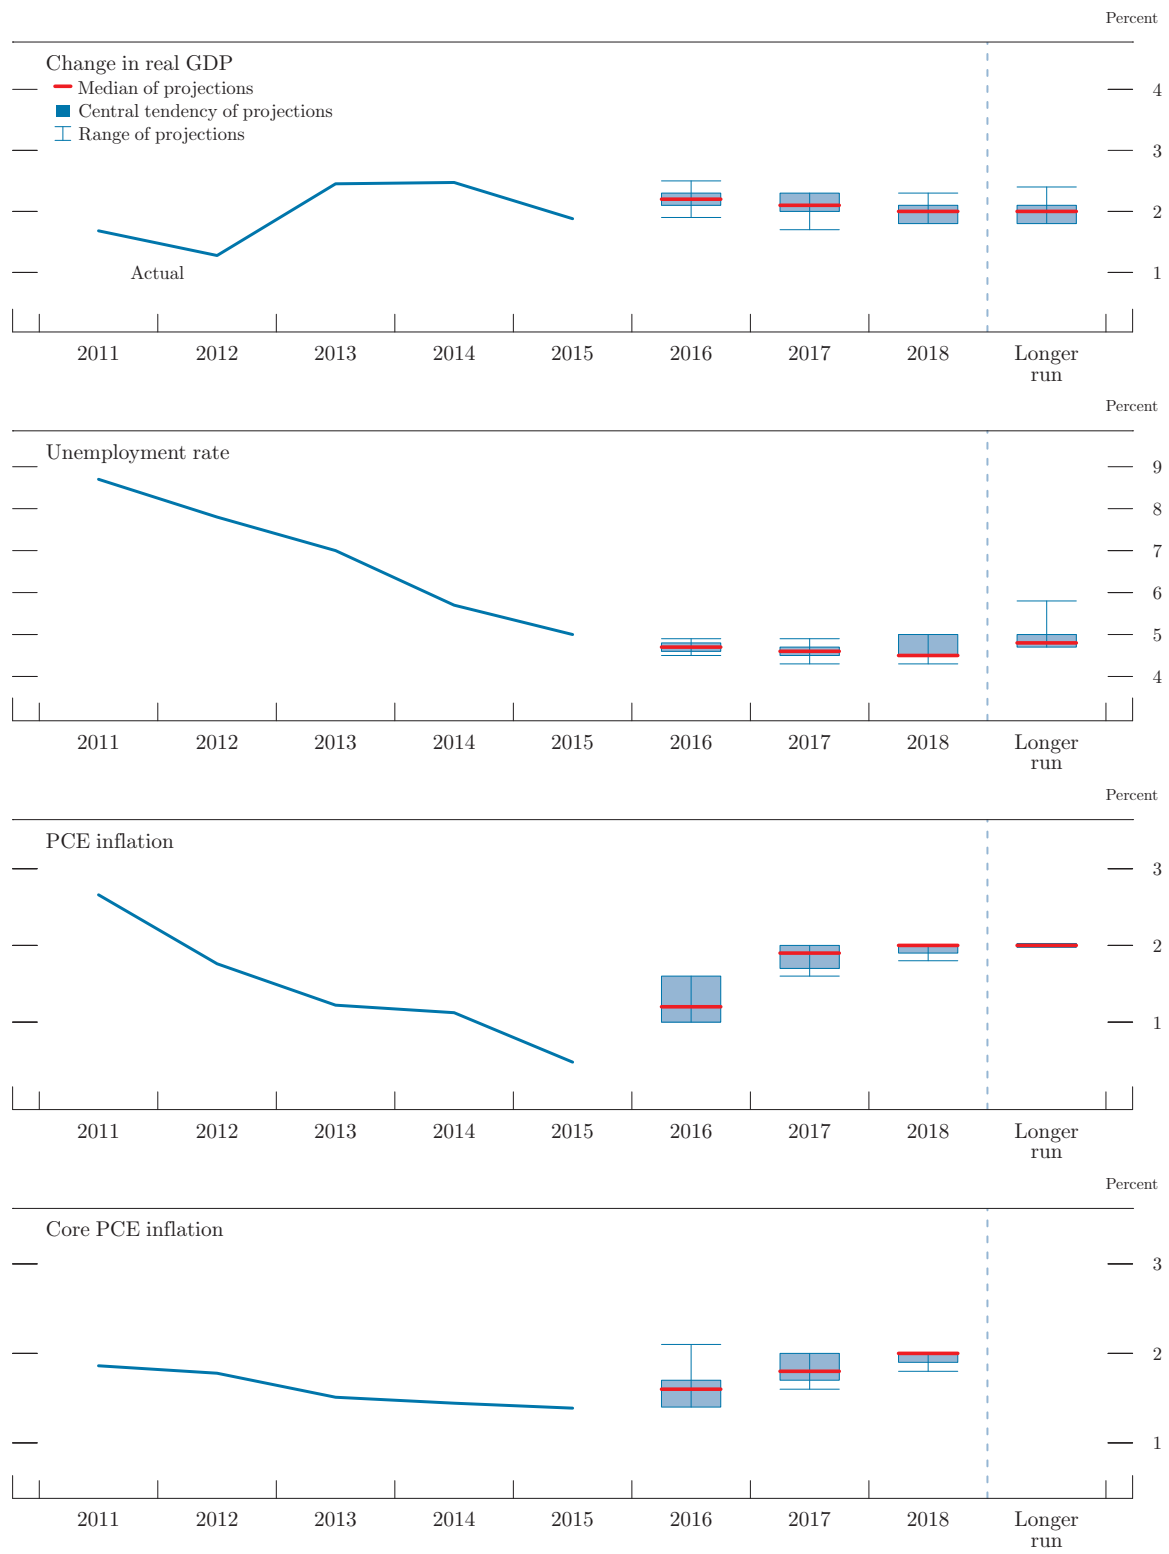 Percent
Change in real GDP
Median of projections
Central tendency of projections
Range of projections
4
3
2
1
Actual
2011 2012 2013 2014 2015 2016 2017 2018 Longer
run
Percent
Unemployment rate
9
8
7
6
5
4
2011 2012 2013 2014 2015 2016 2017 2018 Longer
run
Percent
PCE inflation
3
2
1
2011 2012 2013 2014 2015 2016 2017 2018 Longer
run
Percent
Core PCE inflation
3
2
1
2011 2012 2013 2014 2015 2016 2017 2018 Longer
run